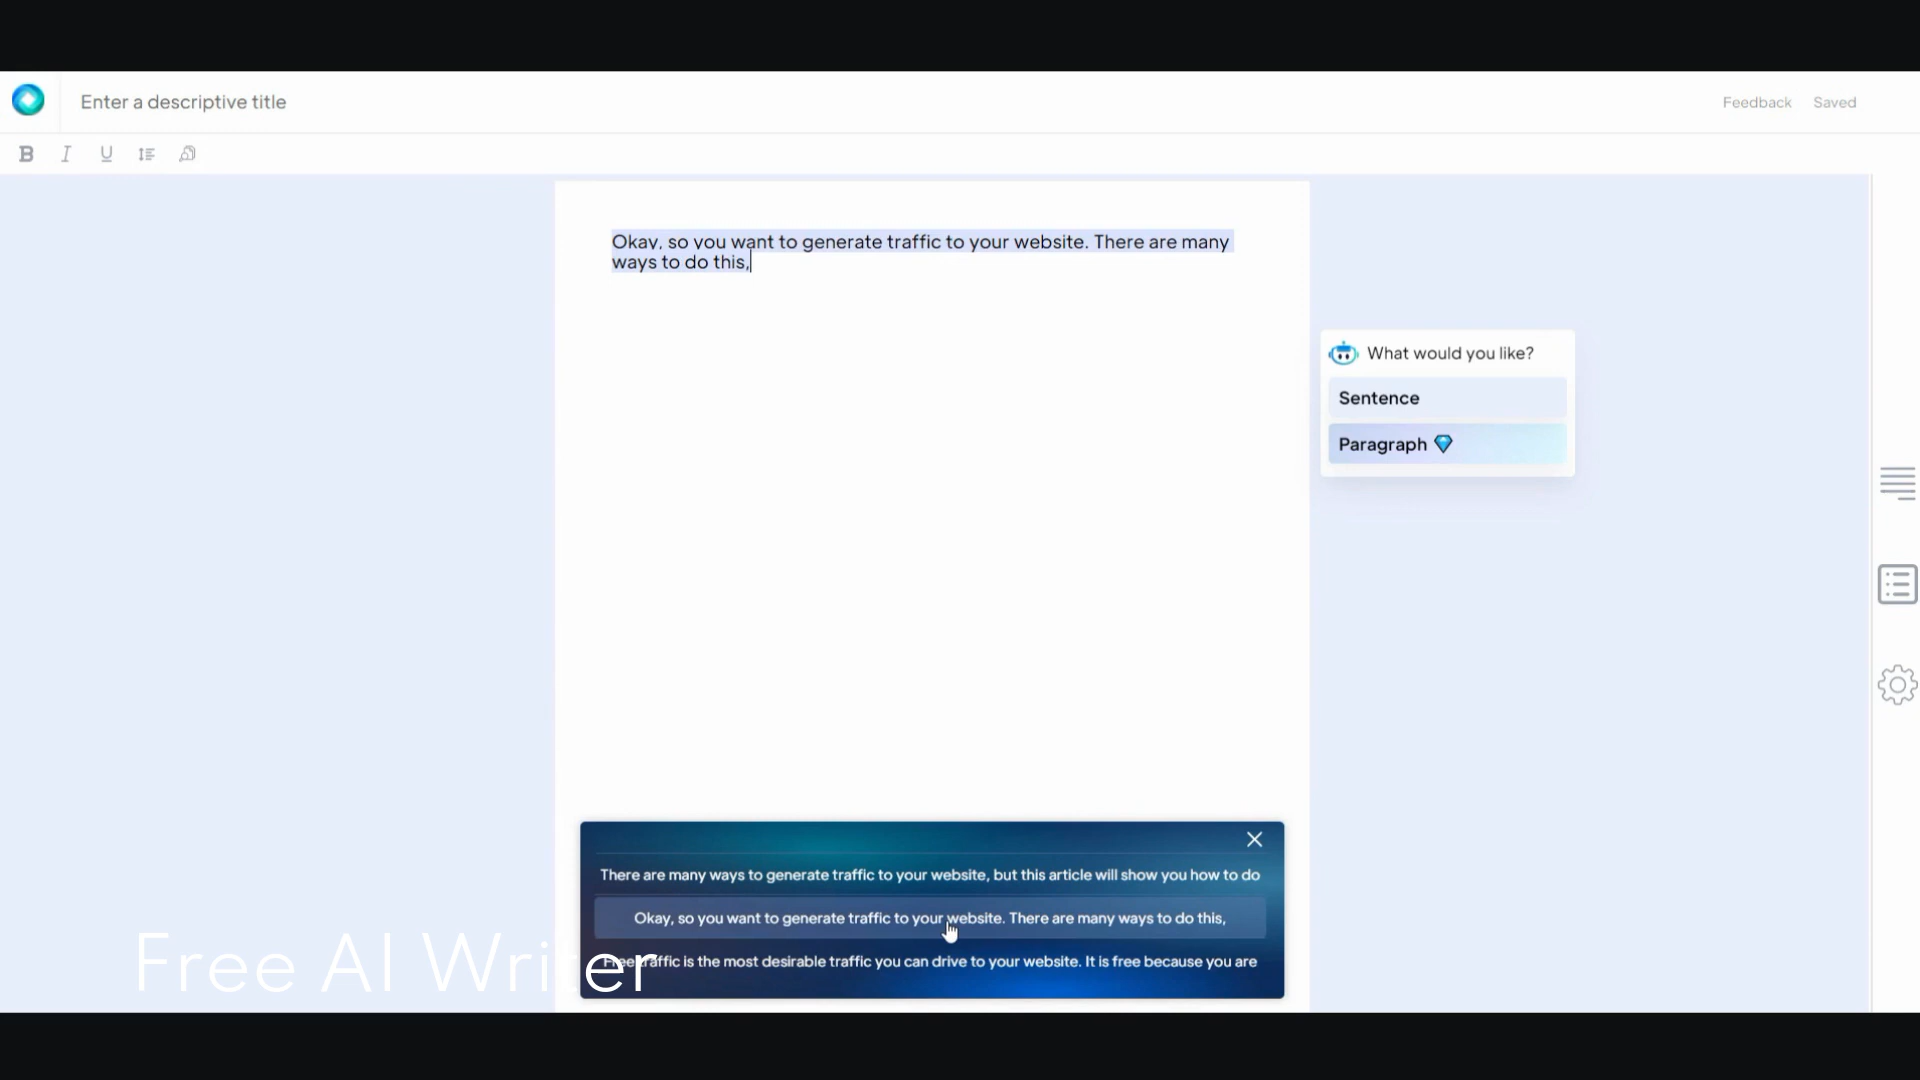 Enter a descriptive title
Feedback Saved
B I U
Okay, so you want to generate traffic to your website. There are many
ways to do this,
What would you like?
Sentence
Paragraph
There are many ways to generate traffic to your website, but this article will show you how to do
Okay, so you want to generate traffic to your website. There are many ways to do this,
Free traffic is the most desirable traffic you can drive to your website. It is free because you are
Free AI Writer